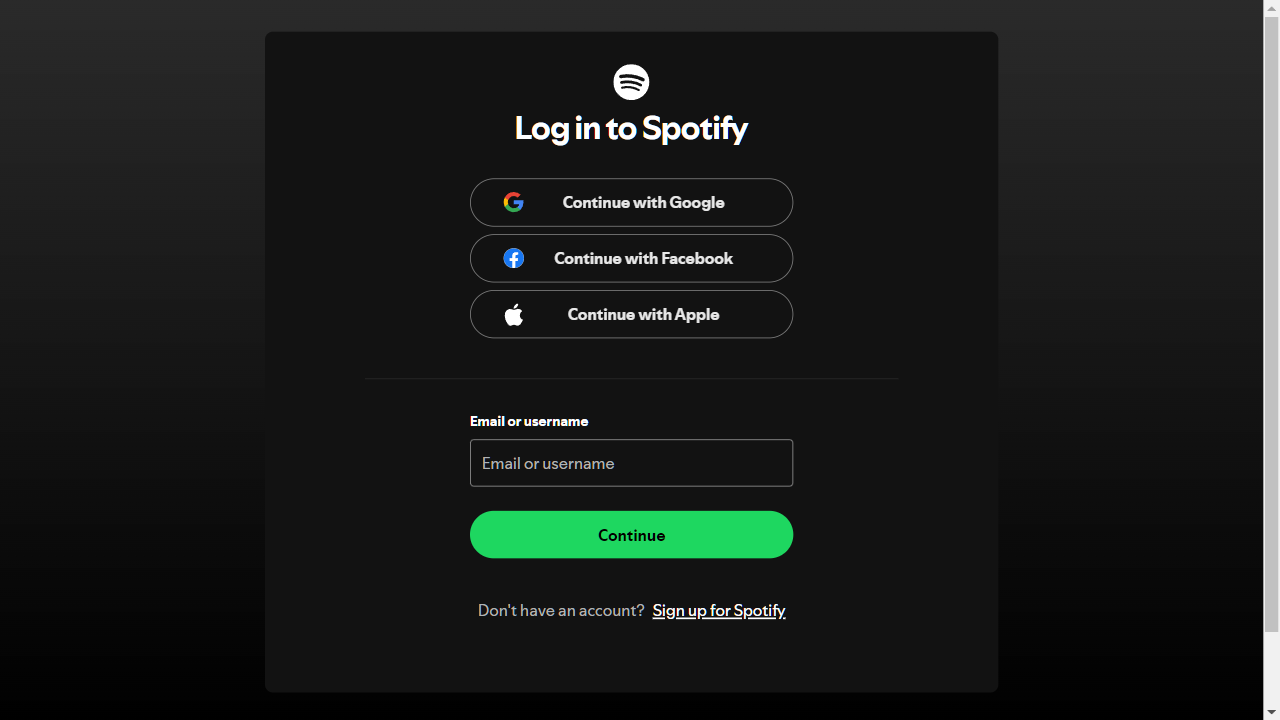 Log in to Spotify
Continue with Google
Continue with Facebook
Continue with Apple
Email or username
Email or username
Continue
Don't have an account? Sign up for Spotify